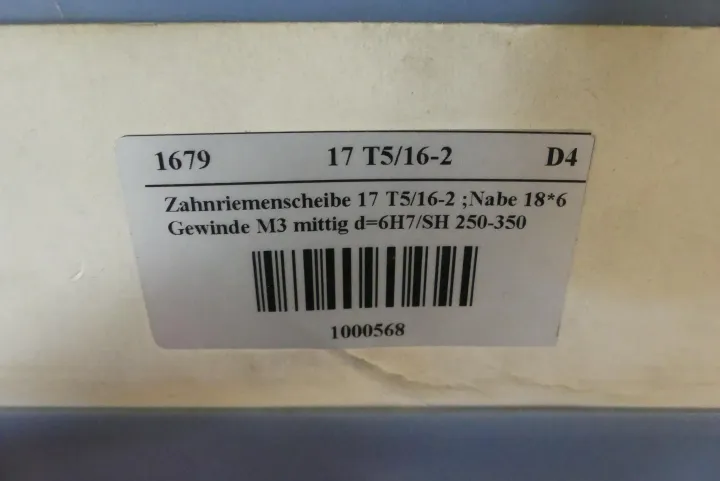 1679 17 T5/16-2 D4
Zahnriemenscheibe 17 T5/16-2 ;Nabe 18*6
Gewinde M3 mittig d=6H7/SH 250-350
1000568